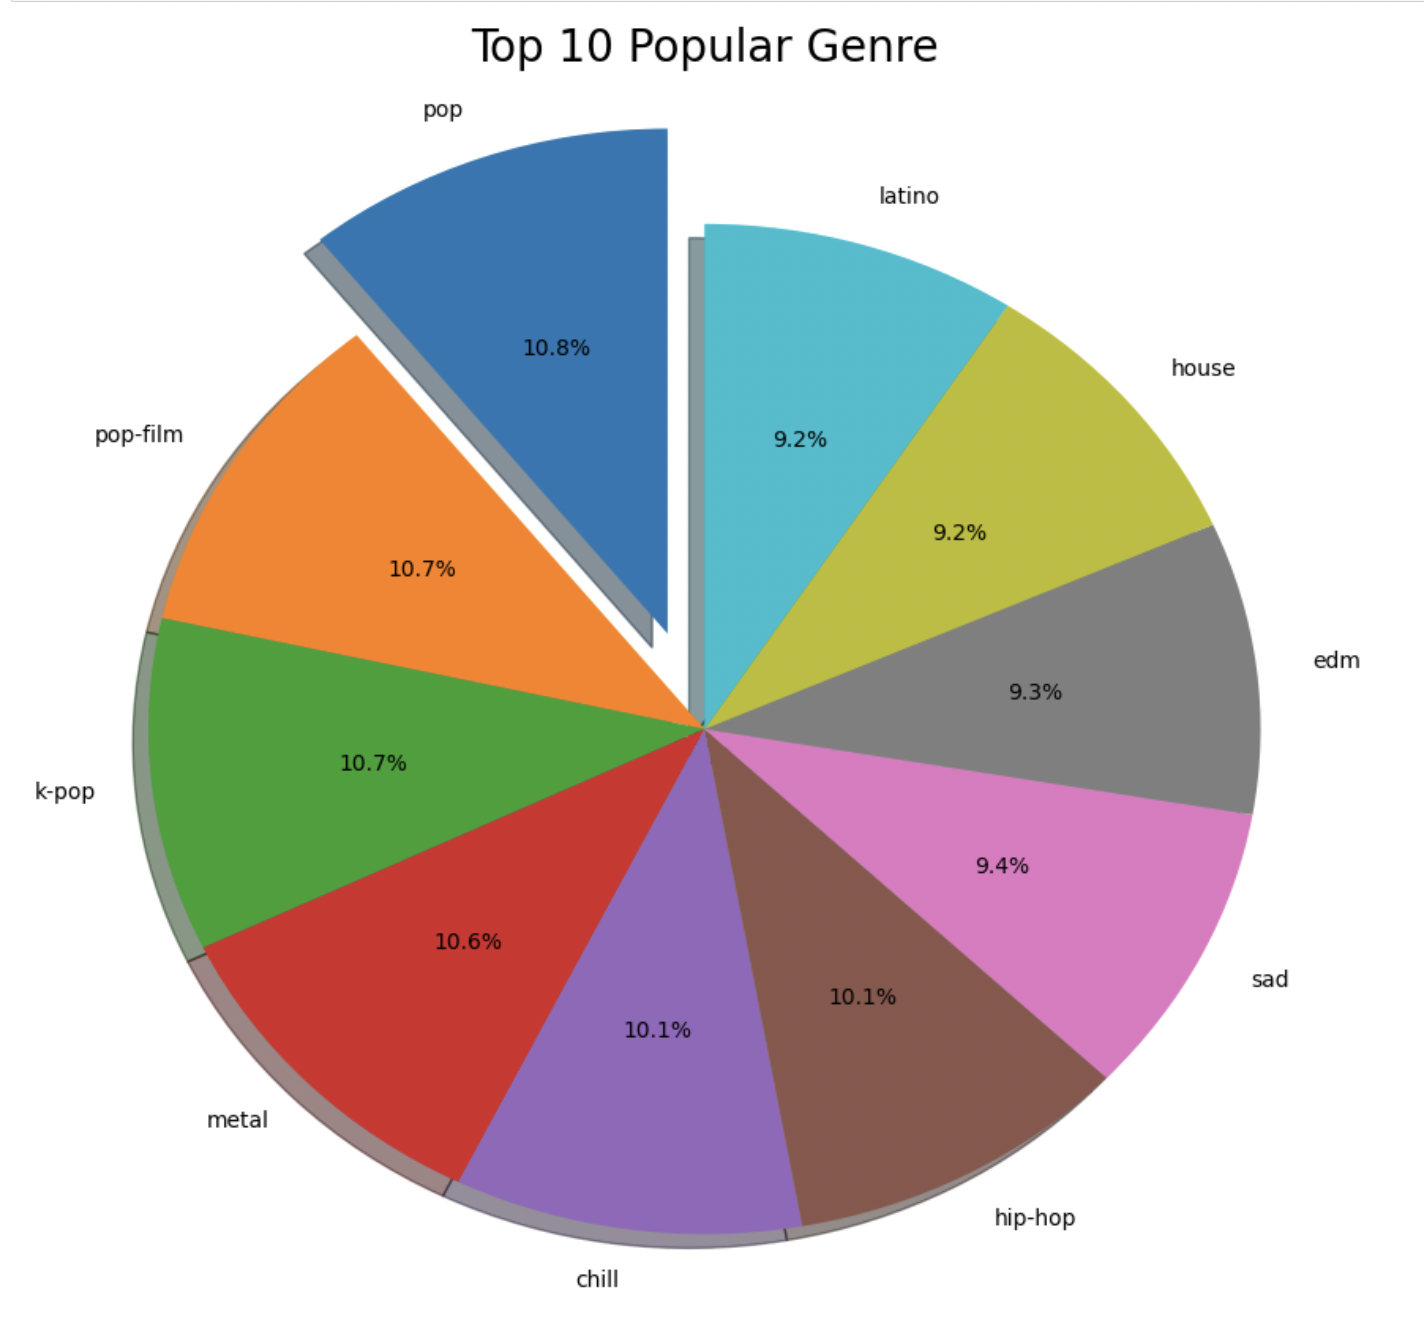 Top 10 Popular Genre
pop
latino
house
10.8%
pop-film
9.2%
9.2%
10.7%
edm
9.3%
10.7%
k-pop
9.4%
10.6%
sad
10.1%
10.1%
metal
hip-hop
chill